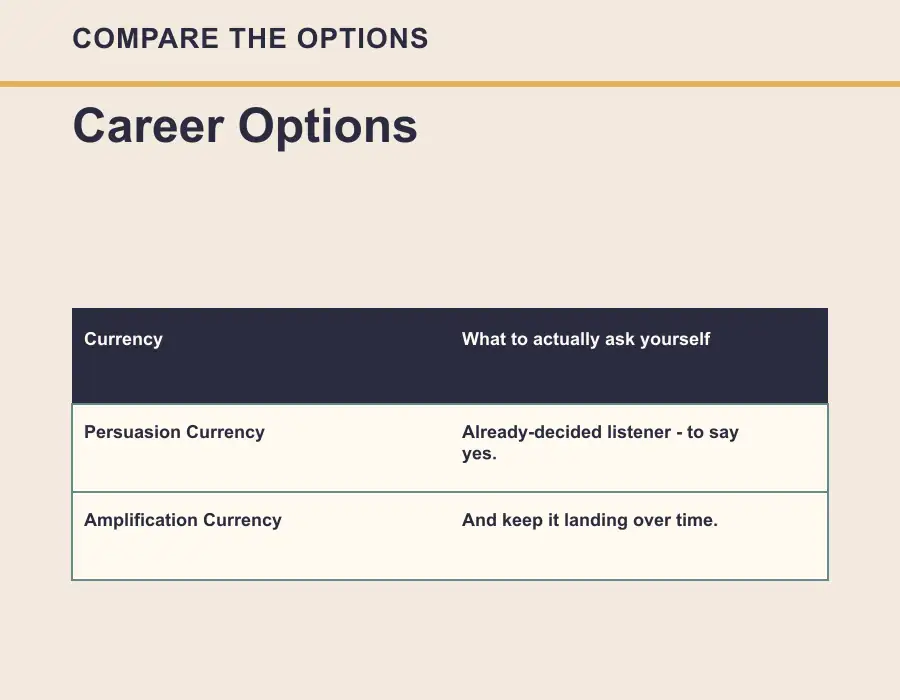 COMPARE THE OPTIONS
Career Options
Currency
What to actually ask yourself
Persuasion Currency
Already-decided listener - to say
yes.
Amplification Currency
And keep it landing over time.